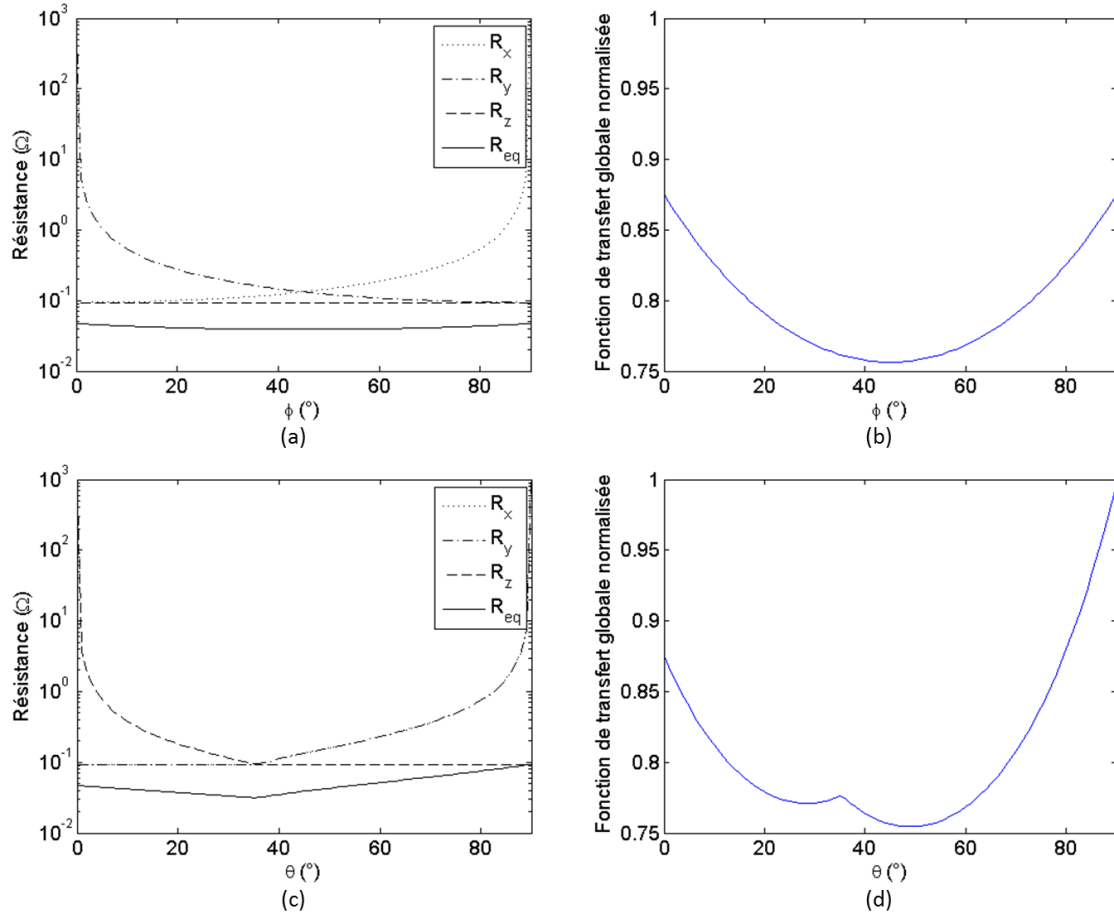 10³
10²
10¹
10⁰
10⁻¹
10⁻²
Résistance (Ω)
0 20 40 60 80
ϕ (°)
R_x
R_y
R_z
R_eq
(a)
1
0.95
0.9
0.85
0.8
0.75
Fonction de transfert globale normalisée
0 20 40 60 80
ϕ (°)
(b)
10³
10²
10¹
10⁰
10⁻¹
10⁻²
Résistance (Ω)
0 20 40 60 80
θ (°)
R_x
R_y
R_z
R_eq
(c)
1
0.95
0.9
0.85
0.8
0.75
Fonction de transfert globale normalisée
0 20 40 60 80
θ (°)
(d)